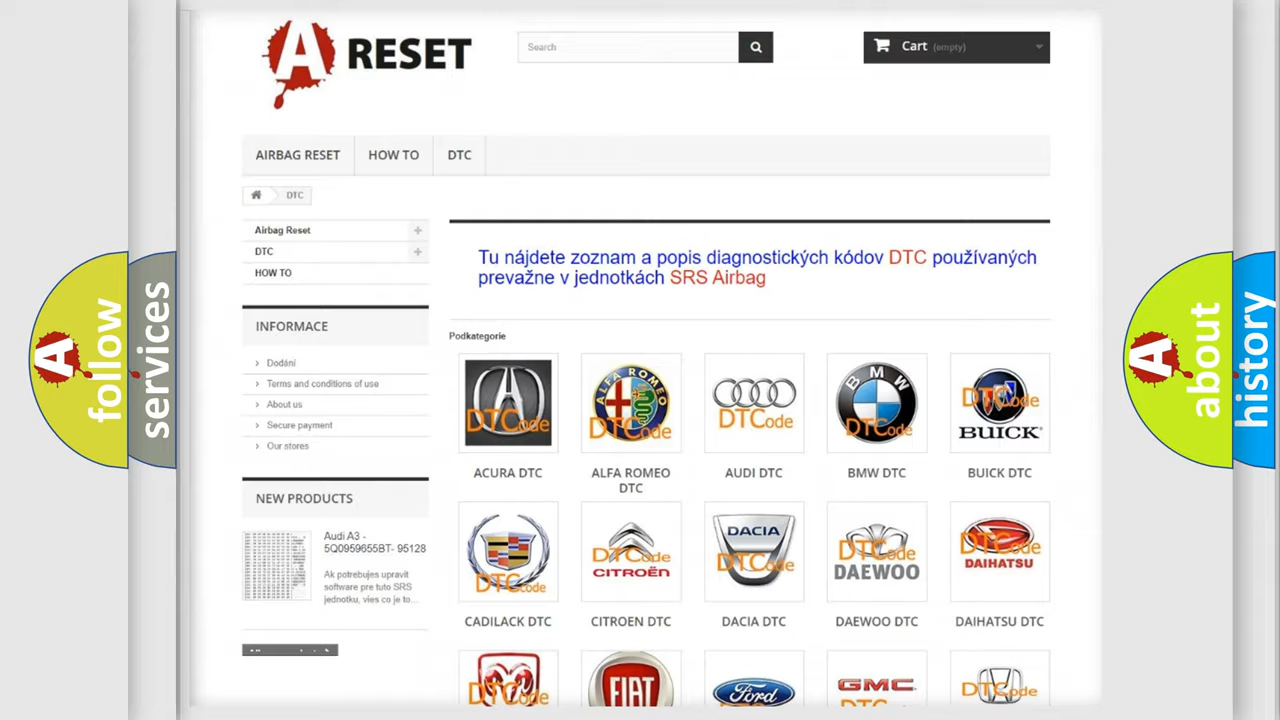 A RESET
Search
Cart (empty)
AIRBAG RESET
HOW TO
DTC
DTC
Airbag Reset
DTC
HOW TO
INFORMACE
Dodání
Terms and conditions of use
About us
Secure payment
Our stores
NEW PRODUCTS
Audi A3 -
5Q0959655BT- 95128
Ak potrebujes upravit
software pre tuto SRS
jednotku, vies co je to...
Tu nájdete zoznam a popis diagnostických kódov DTC používaných
prevažne v jednotkách SRS Airbag
Podkategorie
DTCode
ALFA ROMEO
DTCode
DTCode
BMW
DTCode
DTCode
BUICK
ACURA DTC
ALFA ROMEO
DTC
AUDI DTC
BMW DTC
BUICK DTC
DTCode
DTCode
CITROËN
DACIA
DTCode
DTCode
DAEWOO
DTCode
DAIHATSU
CADILACK DTC
CITROEN DTC
DACIA DTC
DAEWOO DTC
DAIHATSU DTC
DTCode
FIAT
Ford
GMC
DTCode
A follow
services
A about
history